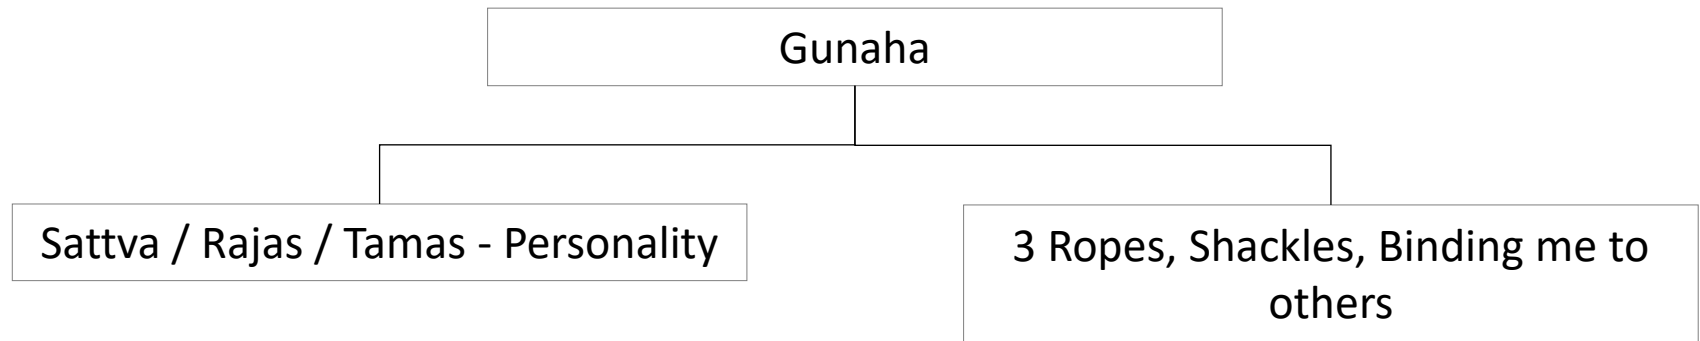 Gunaha
Sattva / Rajas / Tamas - Personality
3 Ropes, Shackles, Binding me to
others